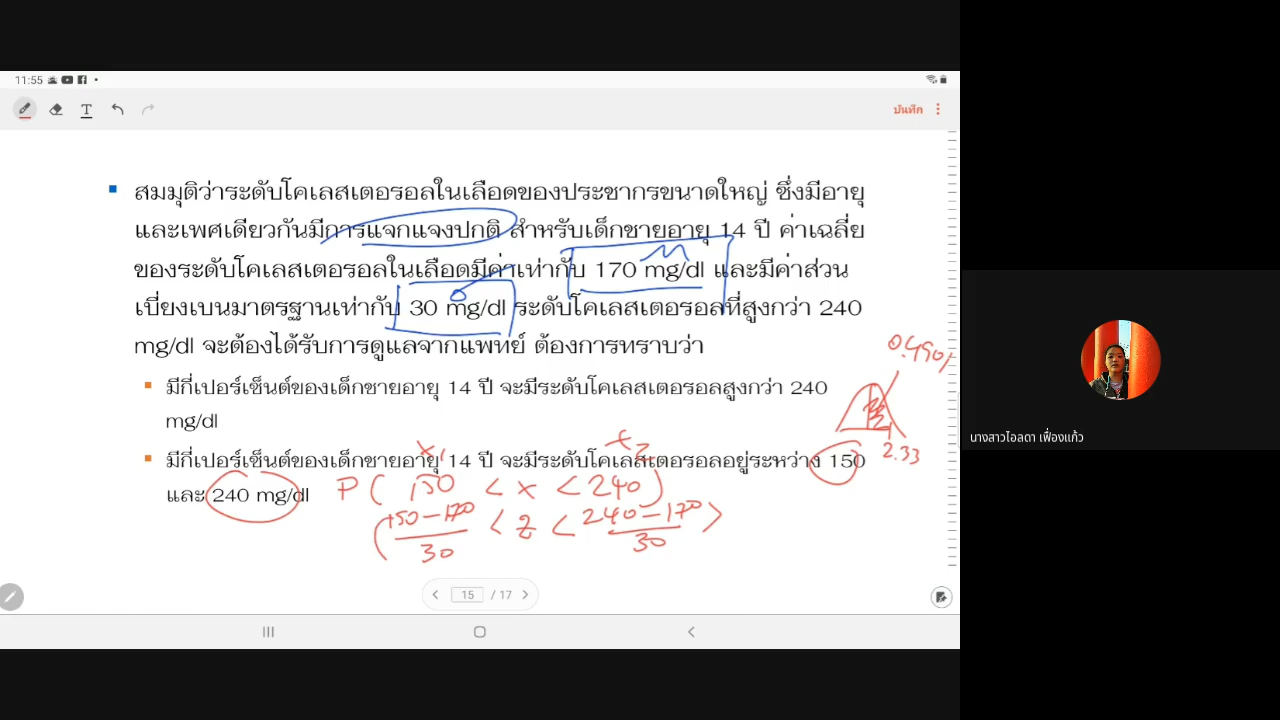 11:55
T
บันทึก
สมมุติว่าระดับโคเลสเตอรอลในเลือดของประชากรขนาดใหญ่ ซึ่งมีอายุ
และเพศเดียวกันมีการแจกแจงปกติ สำหรับเด็กชายอายุ 14 ปี ค่าเฉลี่ย
ของระดับโคเลสเตอรอลในเลือดมีค่าเท่ากับ 170 mg/dl และมีค่าส่วน
เบี่ยงเบนมาตรฐานเท่ากับ 30 mg/dl ระดับโคเลสเตอรอลที่สูงกว่า 240
mg/dl จะต้องได้รับการดูแลจากแพทย์ ต้องการทราบว่า
มีกี่เปอร์เซ็นต์ของเด็กชายอายุ 14 ปี จะมีระดับโคเลสเตอรอลสูงกว่า 240
mg/dl
มีกี่เปอร์เซ็นต์ของเด็กชายอายุ 14 ปี จะมีระดับโคเลสเตอรอลอยู่ระหว่าง 150
และ 240 mg/dl
0.4901
2.33
x1 x2
P ( 150 < x < 240 )
( 150-170 / 30 < z < 240-170 / 30 )
15 / 17
นางสาวไอลดา เฟื่องแก้ว